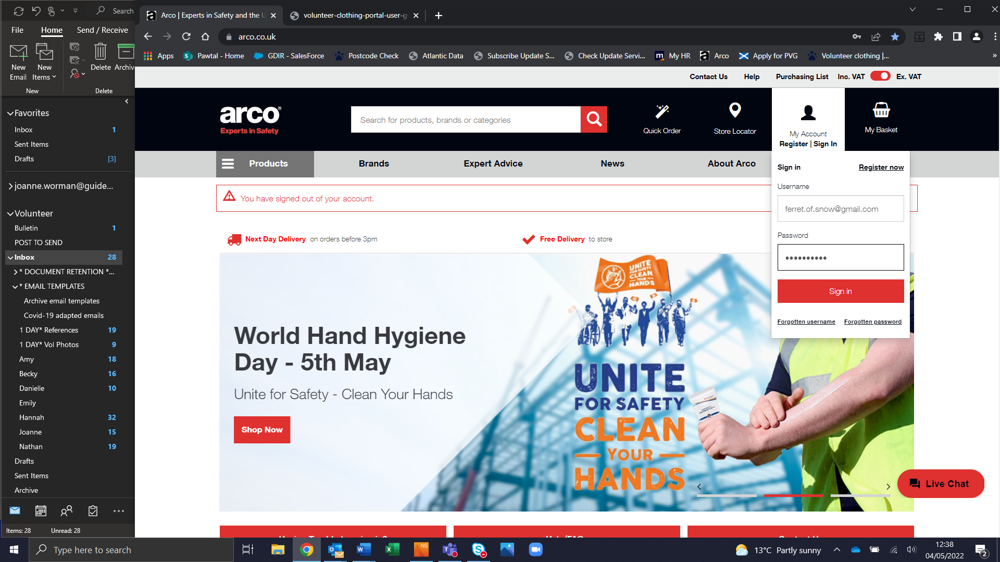 Search
File Home Send / Receive
New Email
New Items
Delete
Archiv
New
Delete
Favorites
Inbox 1
Sent Items
Drafts [3]
joanne.worman@guide...
Volunteer
Bulletin 1
POST TO SEND
Inbox 28
* DOCUMENT RETENTION *...
* EMAIL TEMPLATES
Archive email templates
Covid-19 adapted emails
1 DAY* References 19
1 DAY* Vol Photos 9
Amy 18
Becky 16
Danielle 10
Emily
Hannah 32
Joanne 15
Nathan 19
Drafts
Sent Items
Archive
Items: 28 Unread: 28
Arco | Experts in Safety and the U
volunteer-clothing-portal-user-g
arco.co.uk
Apps Pawtal - Home GDIR - SalesForce Postcode Check Atlantic Data Subscribe Update S... Check Update Servi... My HR Arco Apply for PVG Volunteer clothing |...
Contact Us Help Purchasing List Inc. VAT Ex. VAT
arco
Experts in Safety
Search for products, brands or categories
Quick Order
Store Locator
My Account
Register | Sign In
My Basket
Products Brands Expert Advice News About Arco
Sign in Register now
Username
ferret.of.snow@gmail.com
Password
••••••••••
Sign in
Forgotten username Forgotten password
You have signed out of your account.
Next Day Delivery on orders before 3pm
Free Delivery to store
World Hand Hygiene
Day - 5th May
Unite for Safety - Clean Your Hands
Shop Now
UNITE
FOR SAFETY
CLEAN
YOUR
HANDS
UNITE
FOR SAFETY
CLEAN
YOUR
HANDS
Live Chat
Type here to search
13°C Partly sunny
12:38
04/05/2022
2